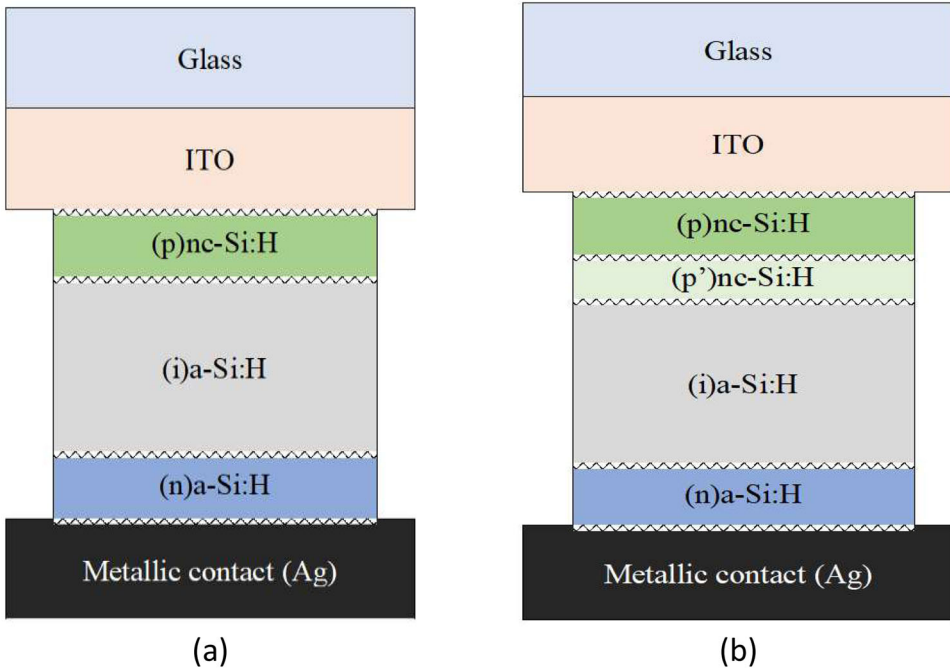 Glass
ITO
(p)nc-Si:H
(i)a-Si:H
(n)a-Si:H
Metallic contact (Ag)
(a)
Glass
ITO
(p)nc-Si:H
(p’)nc-Si:H
(i)a-Si:H
(n)a-Si:H
Metallic contact (Ag)
(b)